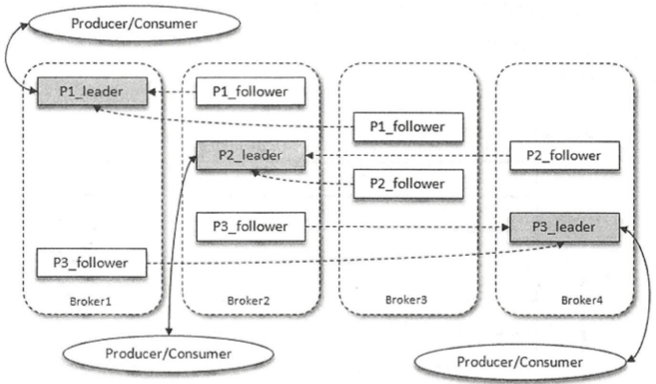 Producer/Consumer
P1_leader
P1_follower
P1_follower
P2_leader
P2_follower
P2_follower
P3_follower
P3_leader
P3_follower
Broker1
Broker2
Broker3
Broker4
Producer/Consumer
Producer/Consumer